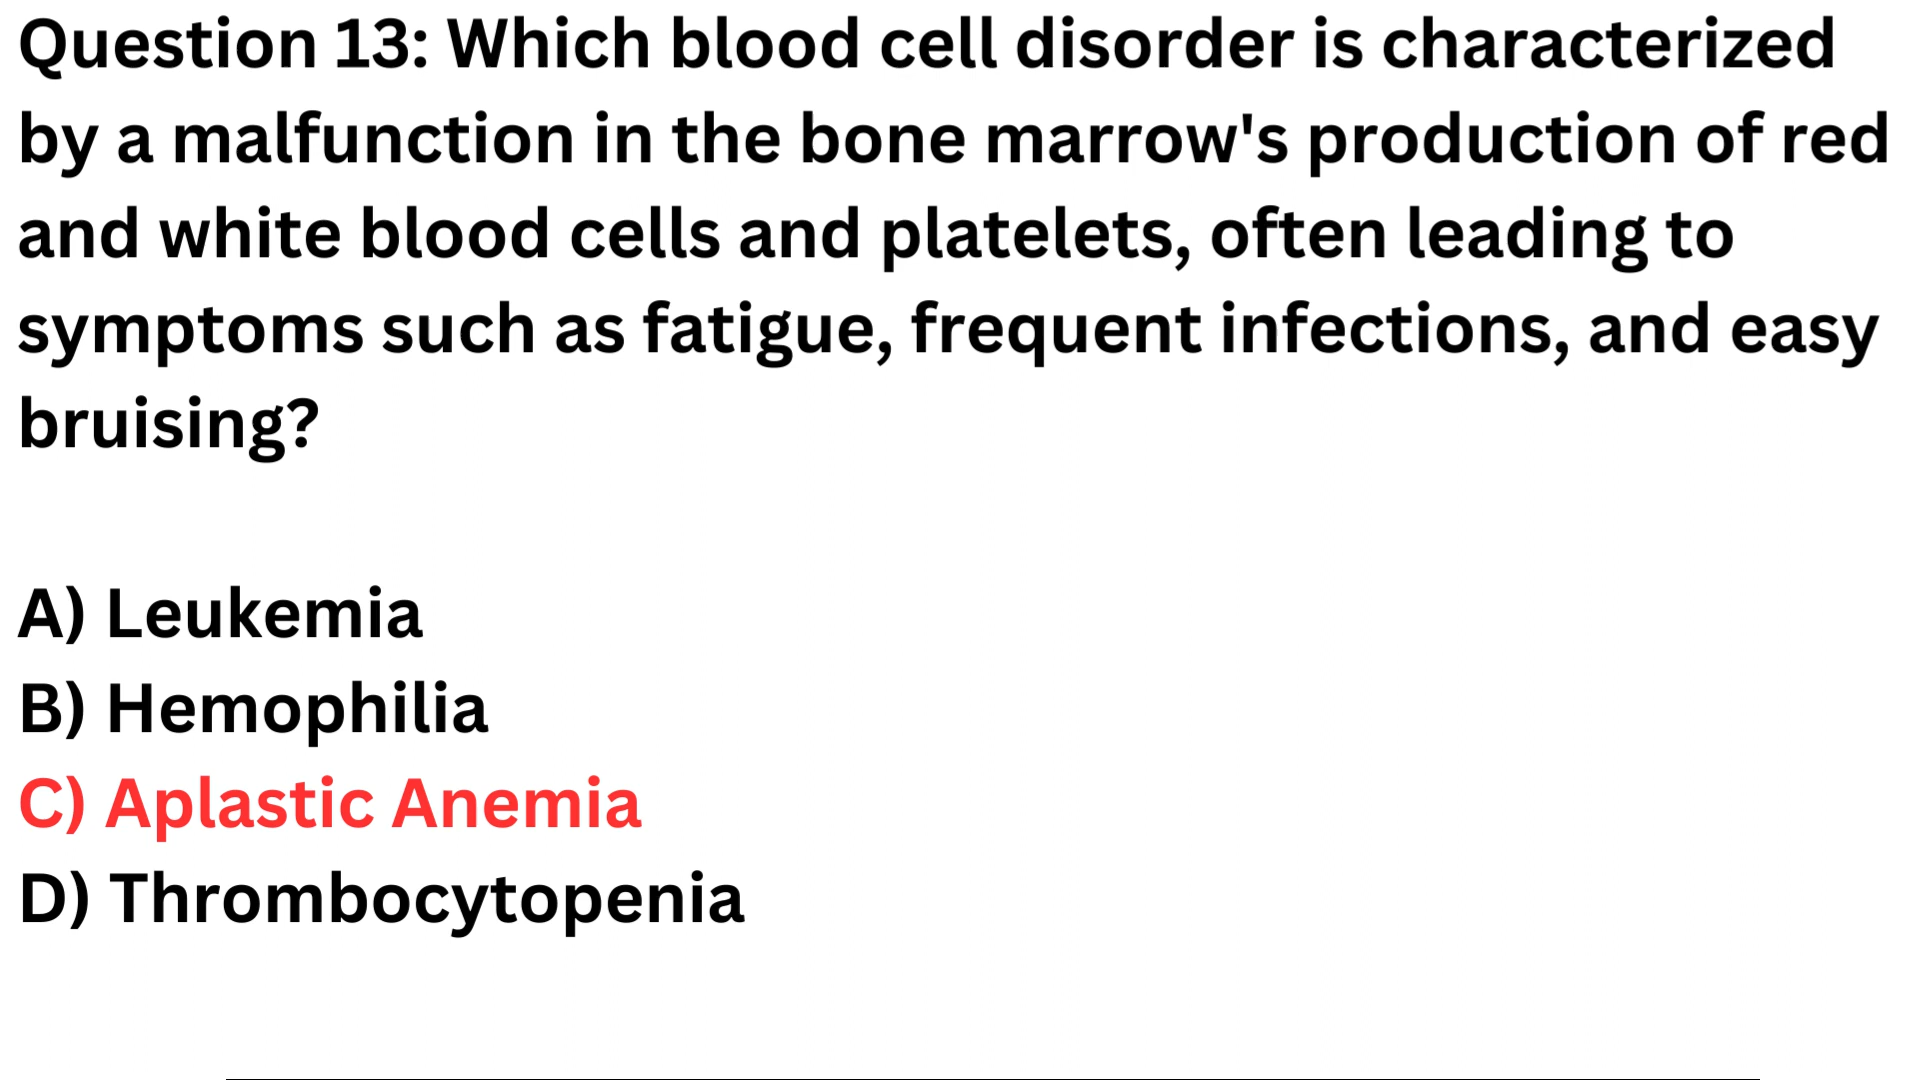 Question 13: Which blood cell disorder is characterized
by a malfunction in the bone marrow's production of red
and white blood cells and platelets, often leading to
symptoms such as fatigue, frequent infections, and easy
bruising?
A) Leukemia
B) Hemophilia
C) Aplastic Anemia
D) Thrombocytopenia